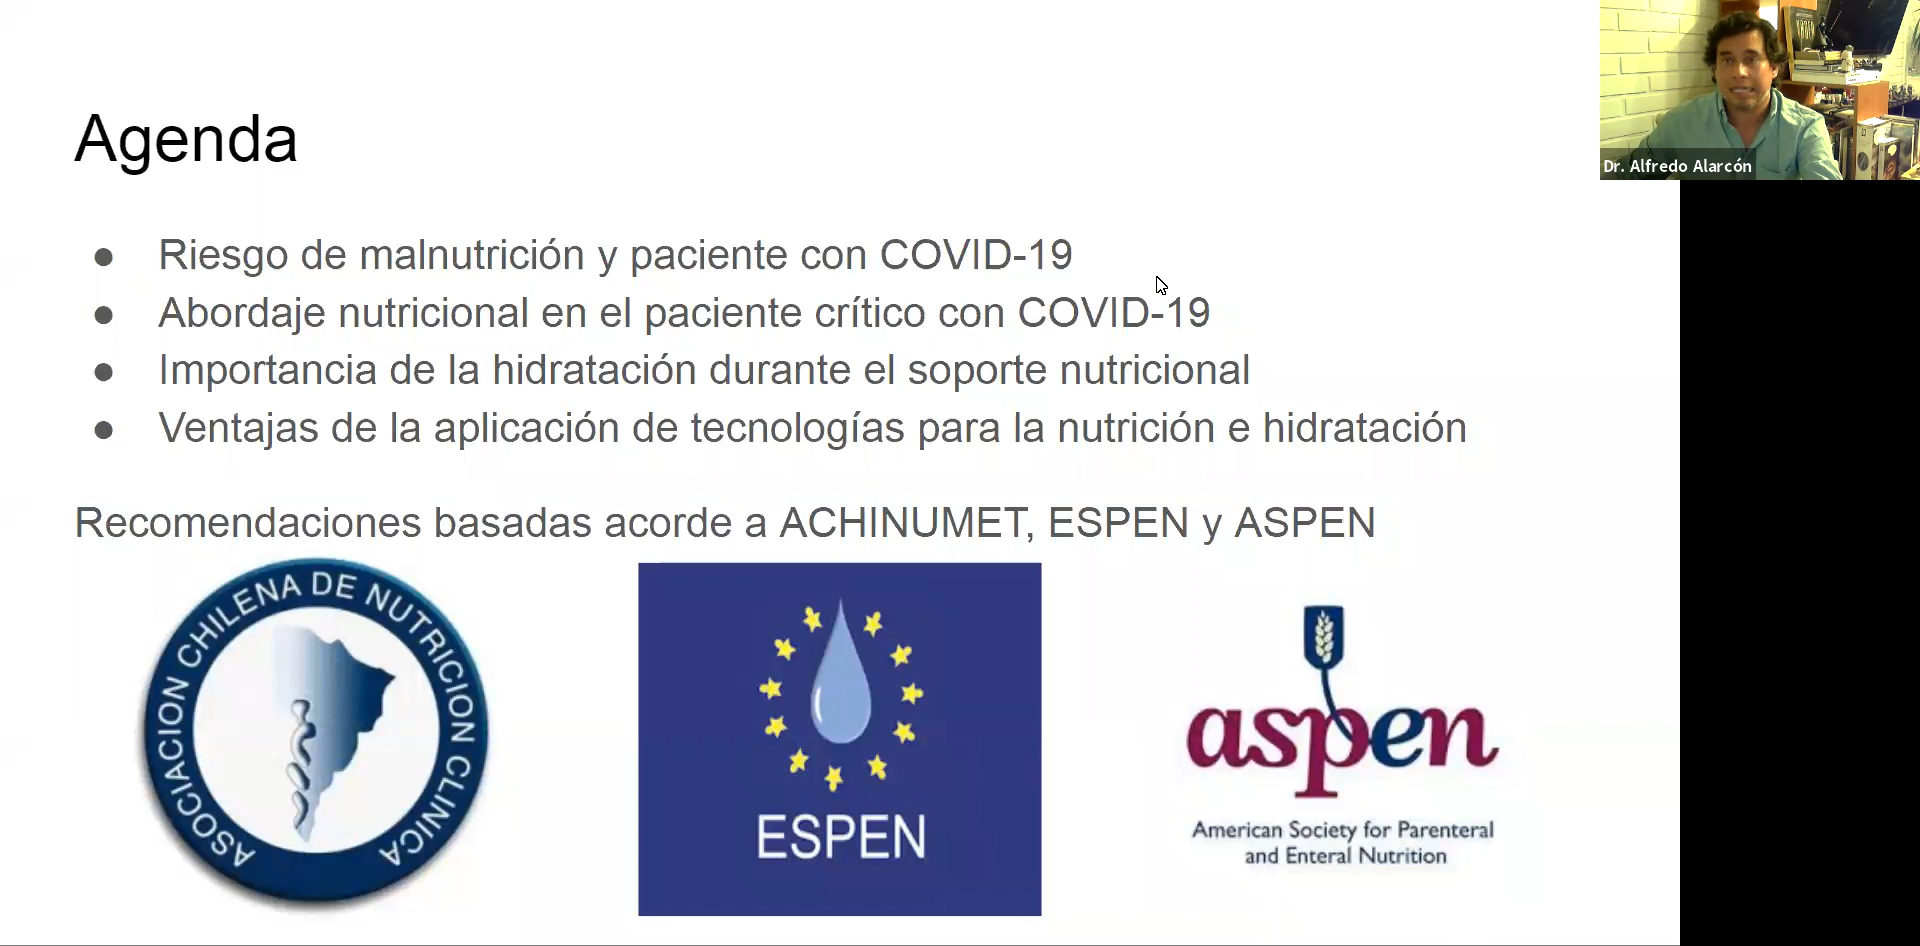 Agenda
Dr. Alfredo Alarcón
● Riesgo de malnutrición y paciente con COVID-19
● Abordaje nutricional en el paciente crítico con COVID-19
● Importancia de la hidratación durante el soporte nutricional
● Ventajas de la aplicación de tecnologías para la nutrición e hidratación
Recomendaciones basadas acorde a ACHINUMET, ESPEN y ASPEN
ASOCIACION CHILENA DE NUTRICION CLINICA
ESPEN
aspen
American Society for Parenteral
and Enteral Nutrition